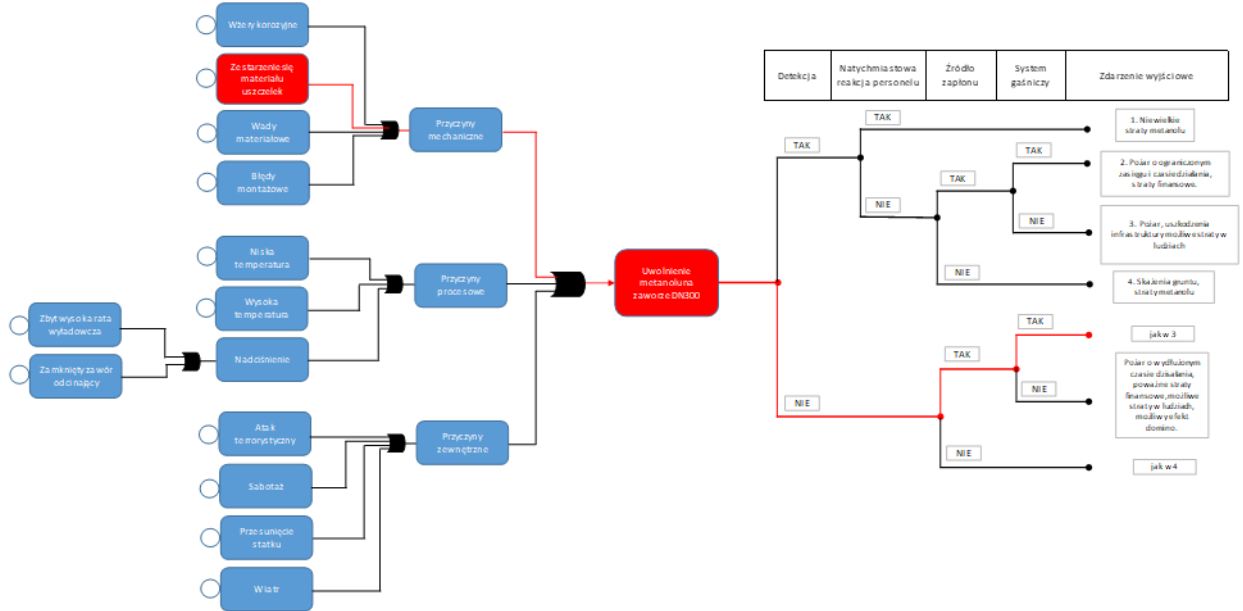 Wżery korozyjne
Zestarzenie się
materiału
uszczelek
Wady
materiałowe
Błędy
montażowe
Przyczyny
mechaniczne
Niska
temperatura
Wysoka
temperatura
Nadciśnienie
Zbyt wysoka rata
wyładowcza
Zamknięty zawór
odcinający
Przyczyny
procesowe
Atak
terrorystyczny
Sabotaż
Przesunięcie
statku
Wiatr
Przyczyny
zewnętrzne
Uwolnienie
metanolu na
zaworze DN300
Detekcja
Natychmiastowa
reakcja personelu
Źródło
zapłonu
System
gaśniczy
Zdarzenie wyjściowe
TAK
TAK
NIE
TAK
NIE
TAK
NIE
NIE
TAK
NIE
TAK
NIE
1. Niewielkie
straty metanolu
2. Pożar o ograniczonym
zasięgu i czasie działania,
straty finansowe.
3. Pożar, uszkodzenia
infrastruktury możliwe straty w
ludziach
4. Skażenia gruntu,
straty metanolu
jak w 3
Pożar o wydłużonym
czasie działania,
poważne straty
finansowe, możliwe
straty w ludziach,
możliwy efekt
domino.
jak w 4